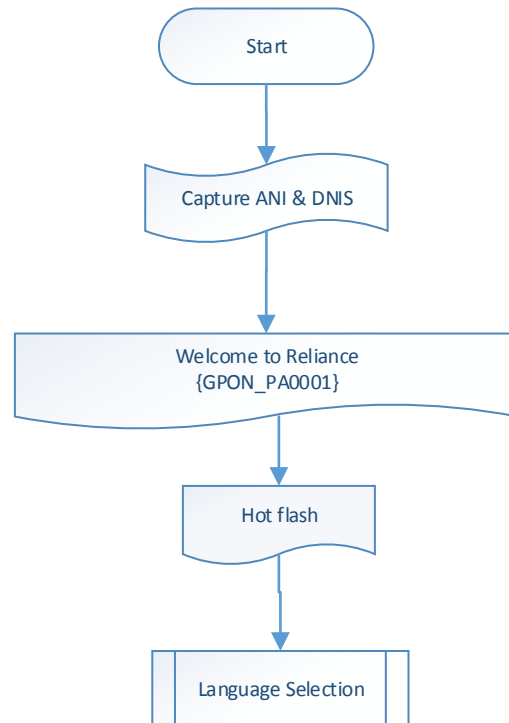 Start
Capture ANI & DNIS
Welcome to Reliance
{GPON_PA0001}
Hot flash
Language Selection